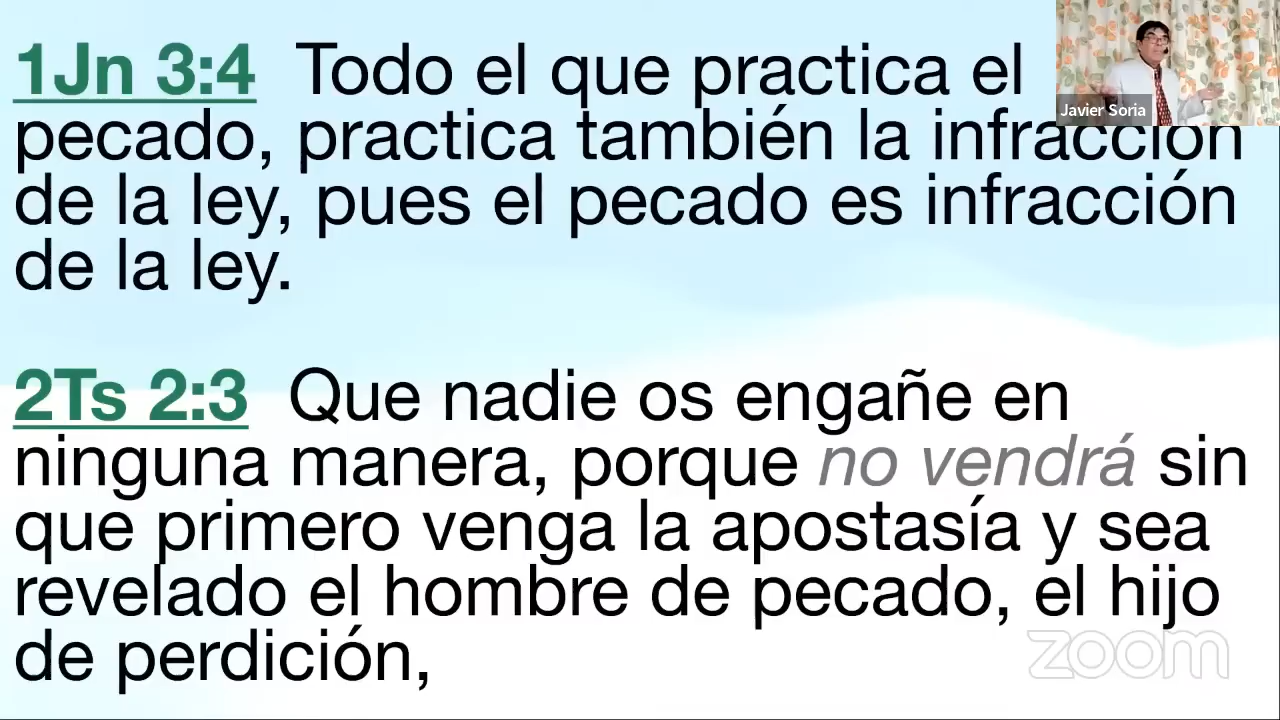 1Jn 3:4 Todo el que practica el
pecado, practica también la infracción
de la ley, pues el pecado es infracción
de la ley.
2Ts 2:3 Que nadie os engañe en
ninguna manera, porque no vendrá sin
que primero venga la apostasía y sea
revelado el hombre de pecado, el hijo
de perdición,
Javier Soria
zoom